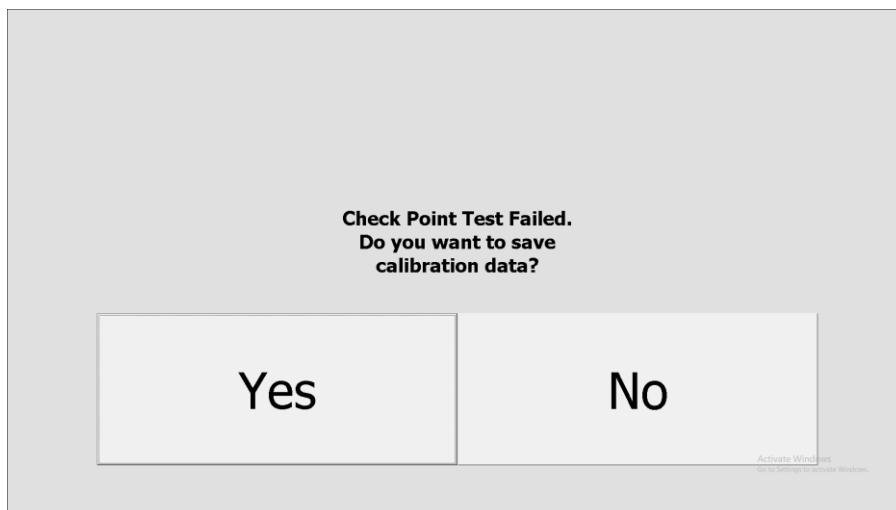 Check Point Test Failed.
Do you want to save
calibration data?
Yes
No
Activate Windows
Go to Settings to activate Windows.